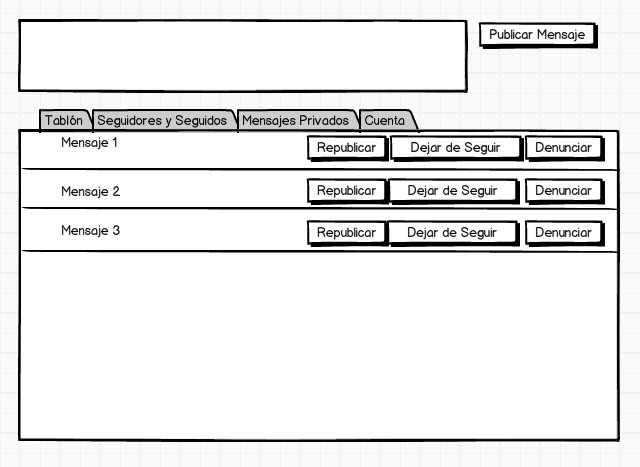 Publicar Mensaje
Tablón Seguidores y Seguidos Mensajes Privados Cuenta
Mensaje 1 Republicar Dejar de Seguir Denunciar
Mensaje 2 Republicar Dejar de Seguir Denunciar
Mensaje 3 Republicar Dejar de Seguir Denunciar